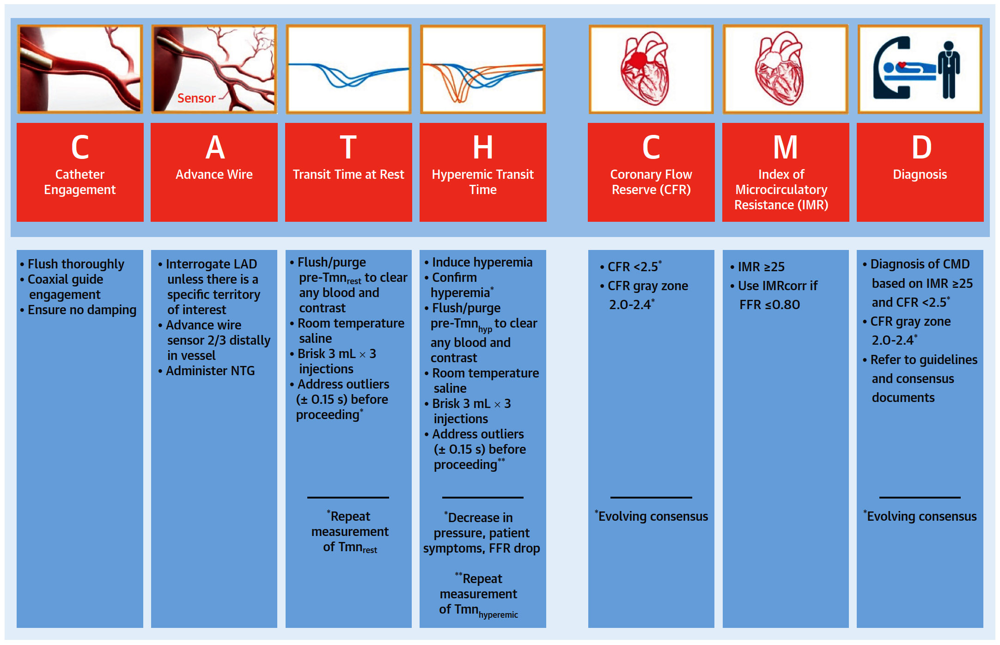 Sensor
C
Catheter
Engagement
A
Advance Wire
T
Transit Time at Rest
H
Hyperemic Transit
Time
C
Coronary Flow
Reserve (CFR)
M
Index of
Microcirculatory
Resistance (IMR)
D
Diagnosis
• Flush thoroughly
• Coaxial guide
engagement
• Ensure no damping
• Interrogate LAD
unless there is a
specific territory
of interest
• Advance wire
sensor 2/3 distally
in vessel
• Administer NTG
• Flush/purge
pre-Tmnrest to clear
any blood and
contrast
• Room temperature
saline
• Brisk 3 mL × 3
injections
• Address outliers
(± 0.15 s) before
proceeding*
*Repeat
measurement
of Tmnrest
• Induce hyperemia
• Confirm
hyperemia*
• Flush/purge
pre-Tmnhyp to clear
any blood and
contrast
• Room temperature
saline
• Brisk 3 mL × 3
injections
• Address outliers
(± 0.15 s) before
proceeding**
*Decrease in
pressure, patient
symptoms, FFR drop
**Repeat
measurement
of Tmnhyperemic
• CFR <2.5*
• CFR gray zone
2.0-2.4*
*Evolving consensus
• IMR ≥25
• Use IMRcorr if
FFR ≤0.80
• Diagnosis of CMD
based on IMR ≥25
and CFR <2.5*
• CFR gray zone
2.0-2.4*
• Refer to guidelines
and consensus
documents
*Evolving consensus